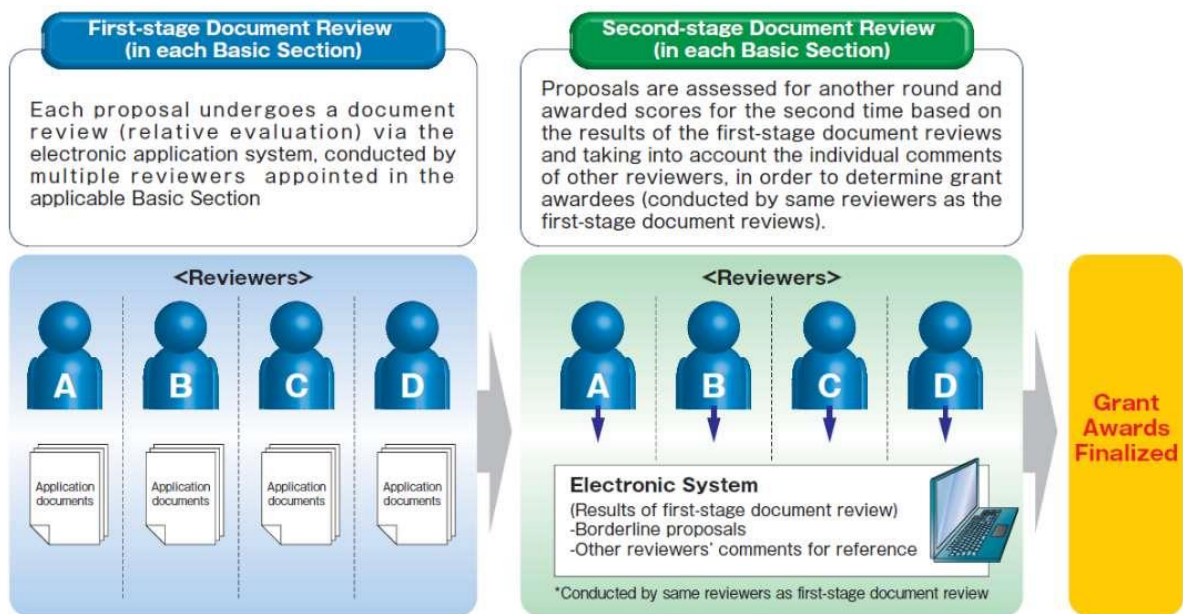 First-stage Document Review
(in each Basic Section)
Each proposal undergoes a document
review (relative evaluation) via the
electronic application system, conducted by
multiple reviewers appointed in the
applicable Basic Section
Second-stage Document Review
(in each Basic Section)
Proposals are assessed for another round and
awarded scores for the second time based on
the results of the first-stage document reviews
and taking into account the individual comments
of other reviewers, in order to determine grant
awardees (conducted by same reviewers as the
first-stage document reviews).
<Reviewers>
A B C D
Application
documents
Application
documents
Application
documents
Application
documents
<Reviewers>
A B C D
Electronic System
(Results of first-stage document review)
-Borderline proposals
-Other reviewers' comments for reference
*Conducted by same reviewers as first-stage document review
Grant
Awards
Finalized